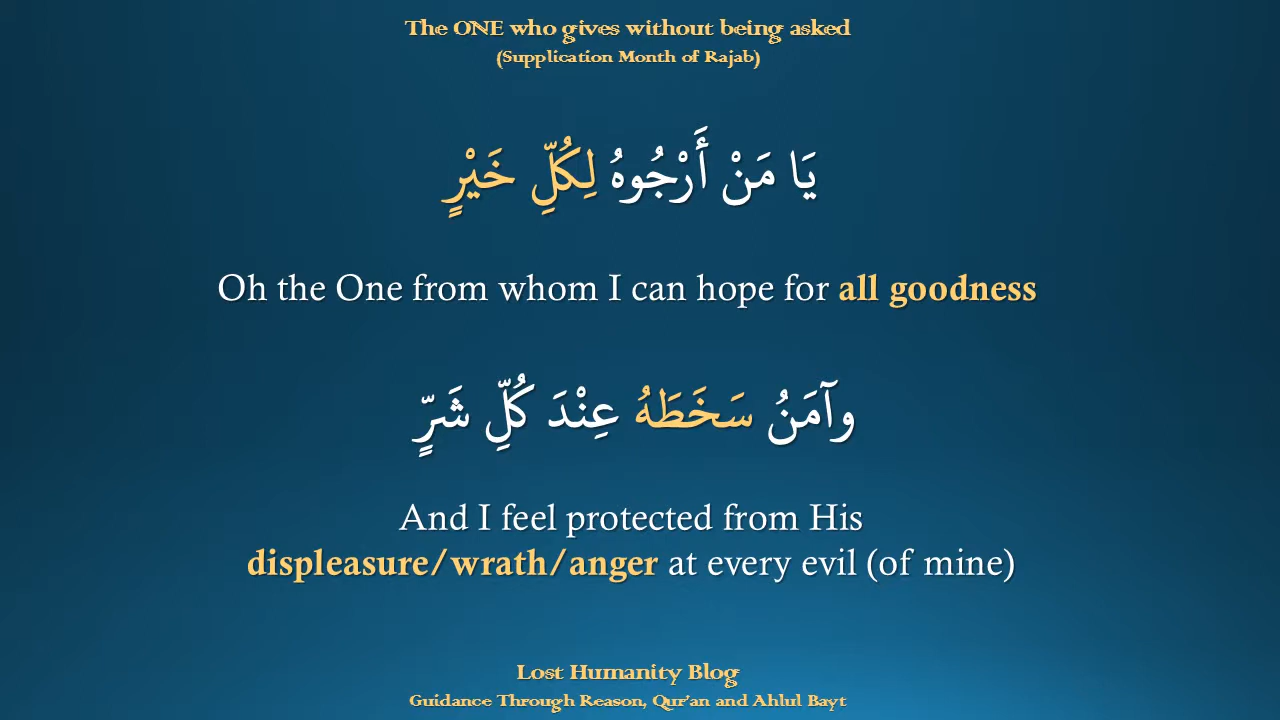 The ONE who gives without being asked
(Supplication Month of Rajab)
يَا مَنْ أَرْجُوهُ لِكُلِّ خَيْرٍ
Oh the One from whom I can hope for all goodness
وآمَنُ سَخَطَهُ عِنْدَ كُلِّ شَرٍّ
And I feel protected from His
displeasure/wrath/anger at every evil (of mine)
Lost Humanity Blog
Guidance Through Reason, Qur'an and Ahlul Bayt